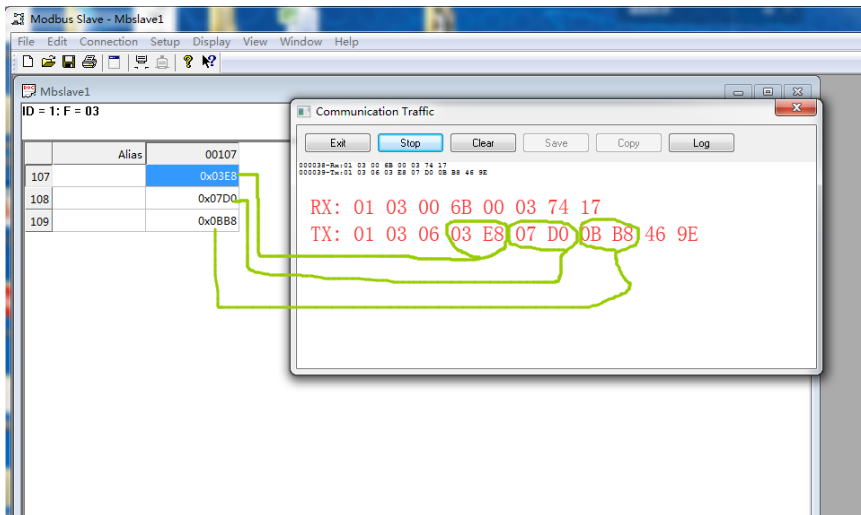 Modbus Slave - Mbslave1
File Edit Connection Setup Display View Window Help
Mbslave1
ID = 1: F = 03
Alias 00107
107 0x03E8
108 0x07D0
109 0x0BB8
Communication Traffic
Exit Stop Clear Save Copy Log
000038-Rx:01 03 00 6B 00 03 74 17
000039-Tx:01 03 06 03 E8 07 D0 0B B8 46 9E
RX: 01 03 00 6B 00 03 74 17
TX: 01 03 06 03 E8 07 D0 0B B8 46 9E